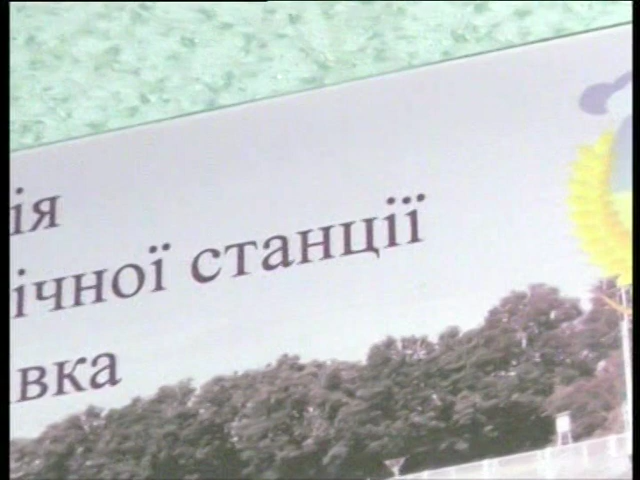 ія
ічної станції
вка